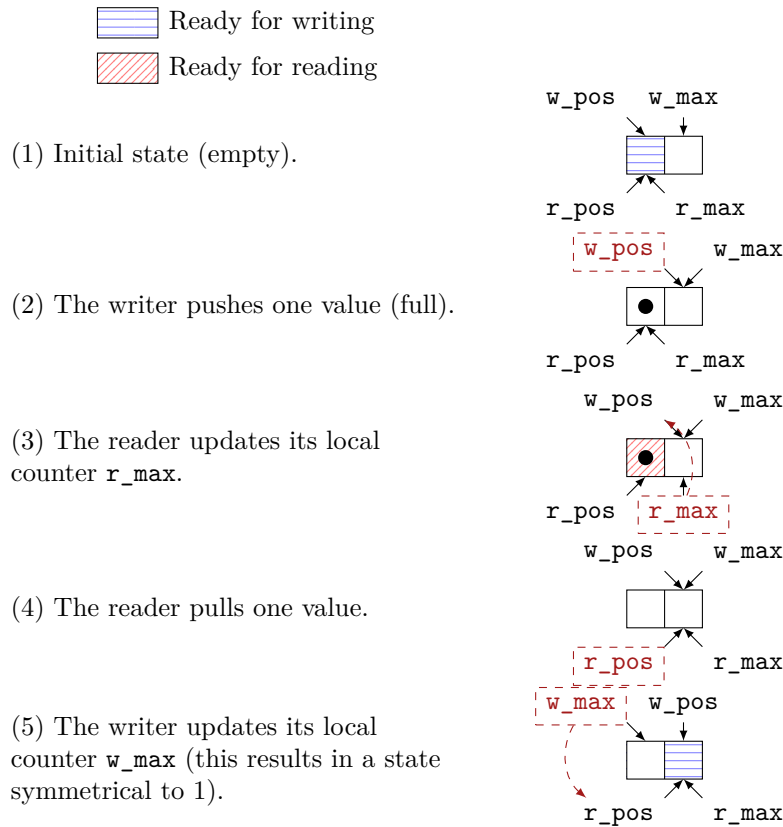 Ready for writing
Ready for reading
w_pos w_max
(1) Initial state (empty).
r_pos r_max
w_pos w_max
(2) The writer pushes one value (full).
r_pos r_max
w_pos w_max
(3) The reader updates its local
counter r_max.
r_pos r_max
w_pos w_max
(4) The reader pulls one value.
r_pos r_max
w_max w_pos
(5) The writer updates its local
counter w_max (this results in a state
symmetrical to 1).
r_pos r_max